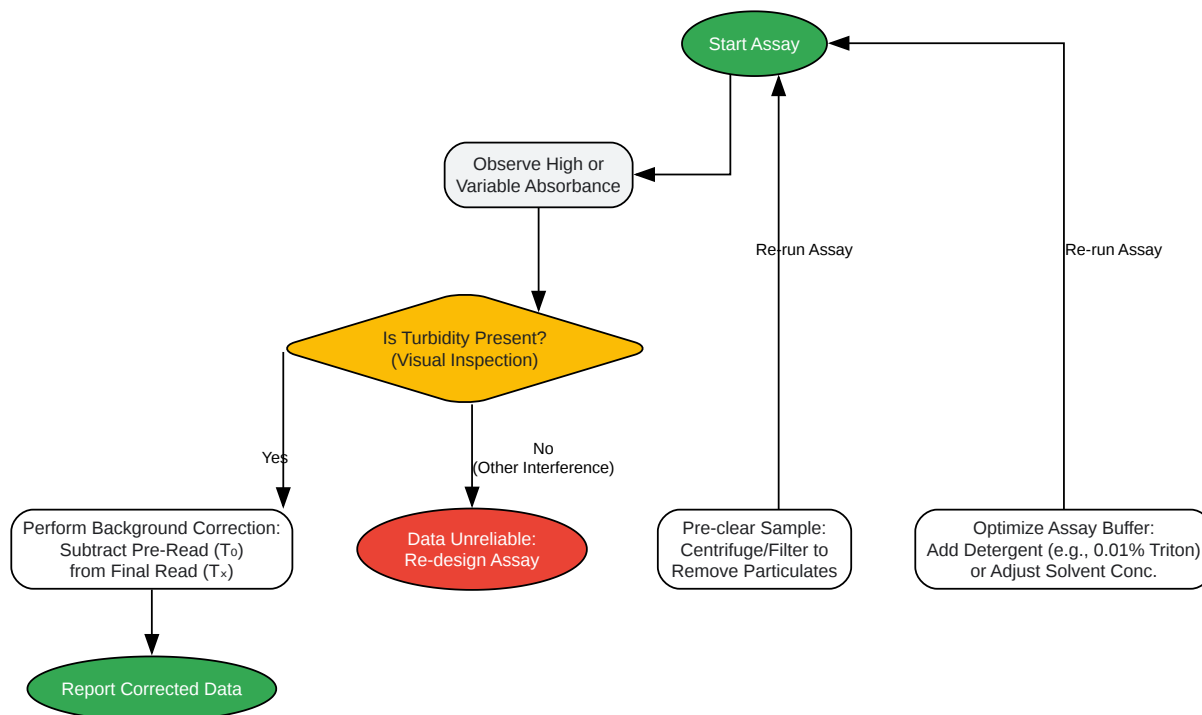 Start Assay
Observe High or
Variable Absorbance
Re-run Assay
Re-run Assay
Is Turbidity Present?
(Visual Inspection)
Yes
No
(Other Interference)
Perform Background Correction:
Subtract Pre-Read (T₀)
from Final Read (Tₓ)
Data Unreliable:
Re-design Assay
Pre-clear Sample:
Centrifuge/Filter to
Remove Particulates
Optimize Assay Buffer:
Add Detergent (e.g., 0.01% Triton)
or Adjust Solvent Conc.
Report Corrected Data